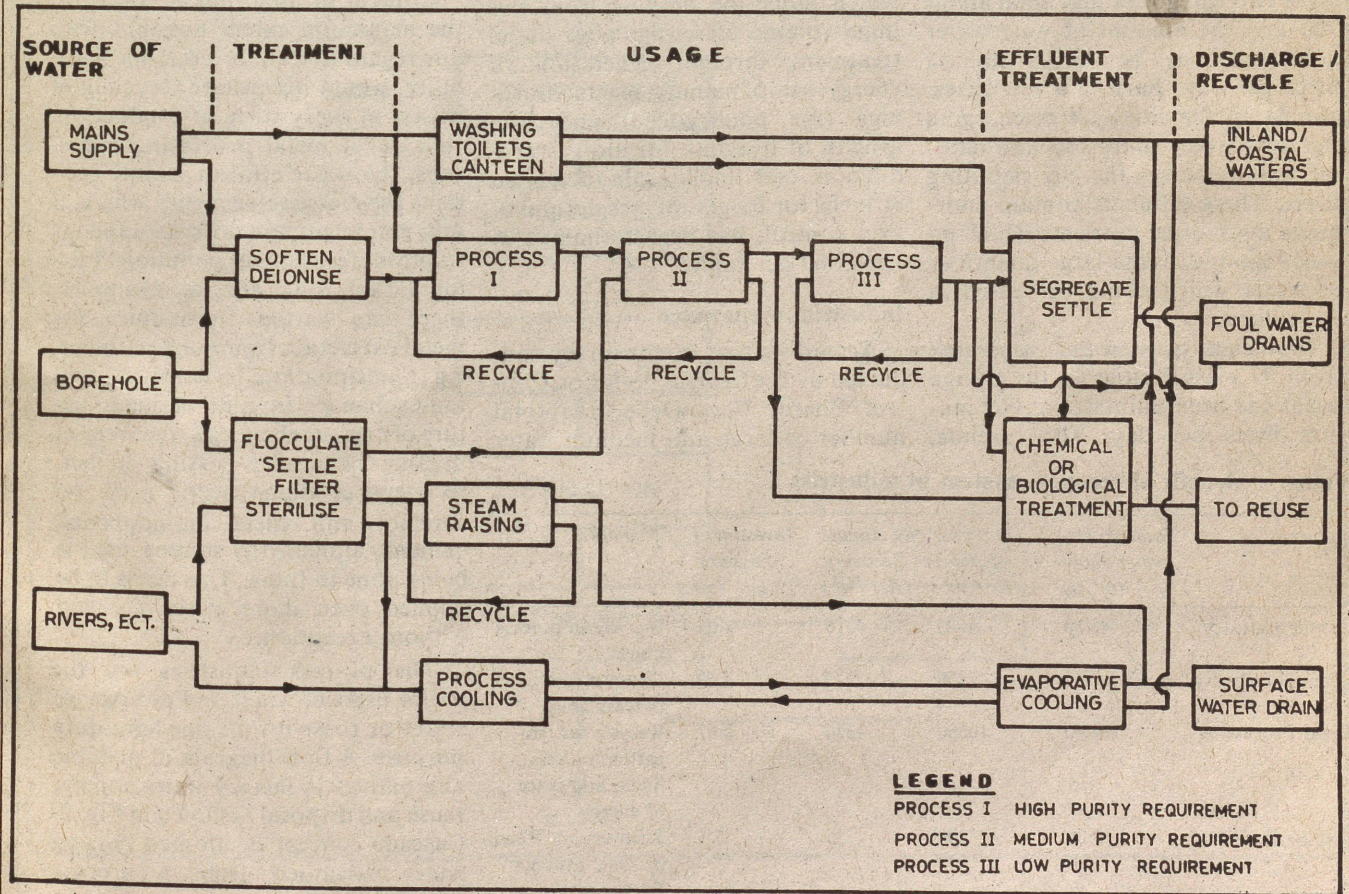 SOURCE OF
WATER
TREATMENT
USAGE
EFFLUENT
TREATMENT
DISCHARGE/
RECYCLE
MAINS
SUPPLY
WASHING
TOILETS
CANTEEN
INLAND/
COASTAL
WATERS
SOFTEN
DEIONISE
PROCESS
I
PROCESS
II
PROCESS
III
SEGREGATE
SETTLE
FOUL WATER
DRAINS
RECYCLE
RECYCLE
RECYCLE
BOREHOLE
FLOCCULATE
SETTLE
FILTER
STERILISE
CHEMICAL
OR
BIOLOGICAL
TREATMENT
STEAM
RAISING
TO REUSE
RECYCLE
RIVERS, ECT.
PROCESS
COOLING
EVAPORATIVE
COOLING
SURFACE
WATER DRAIN
LEGEND
PROCESS I HIGH PURITY REQUIREMENT
PROCESS II MEDIUM PURITY REQUIREMENT
PROCESS III LOW PURITY REQUIREMENT